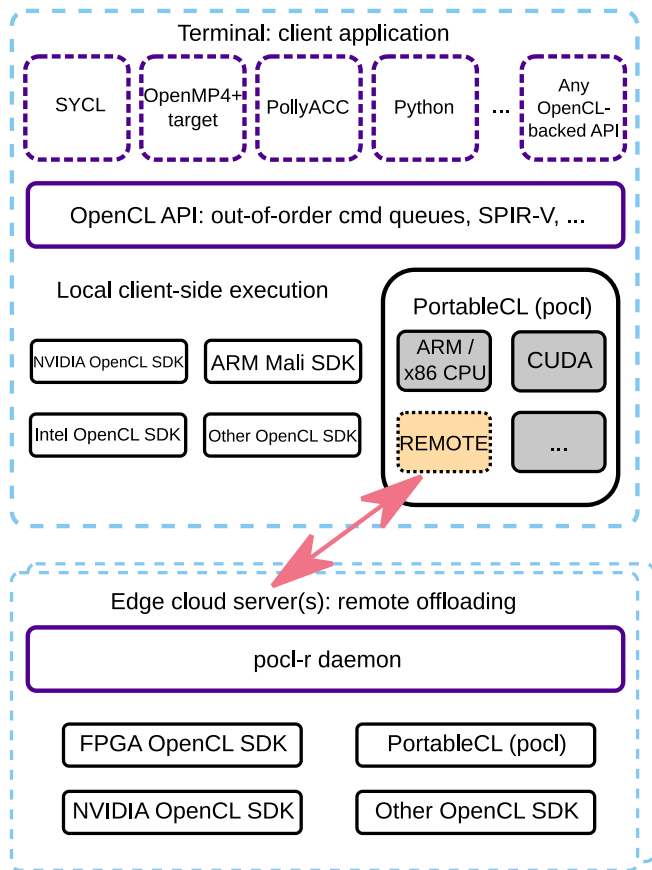 Terminal: client application
SYCL
OpenMP4+
target
PollyACC
Python
...
Any
OpenCL-
backed API
OpenCL API: out-of-order cmd queues, SPIR-V, ...
Local client-side execution
NVIDIA OpenCL SDK
ARM Mali SDK
Intel OpenCL SDK
Other OpenCL SDK
PortableCL (pocl)
ARM /
x86 CPU
CUDA
REMOTE
...
Edge cloud server(s): remote offloading
pocl-r daemon
FPGA OpenCL SDK
PortableCL (pocl)
NVIDIA OpenCL SDK
Other OpenCL SDK